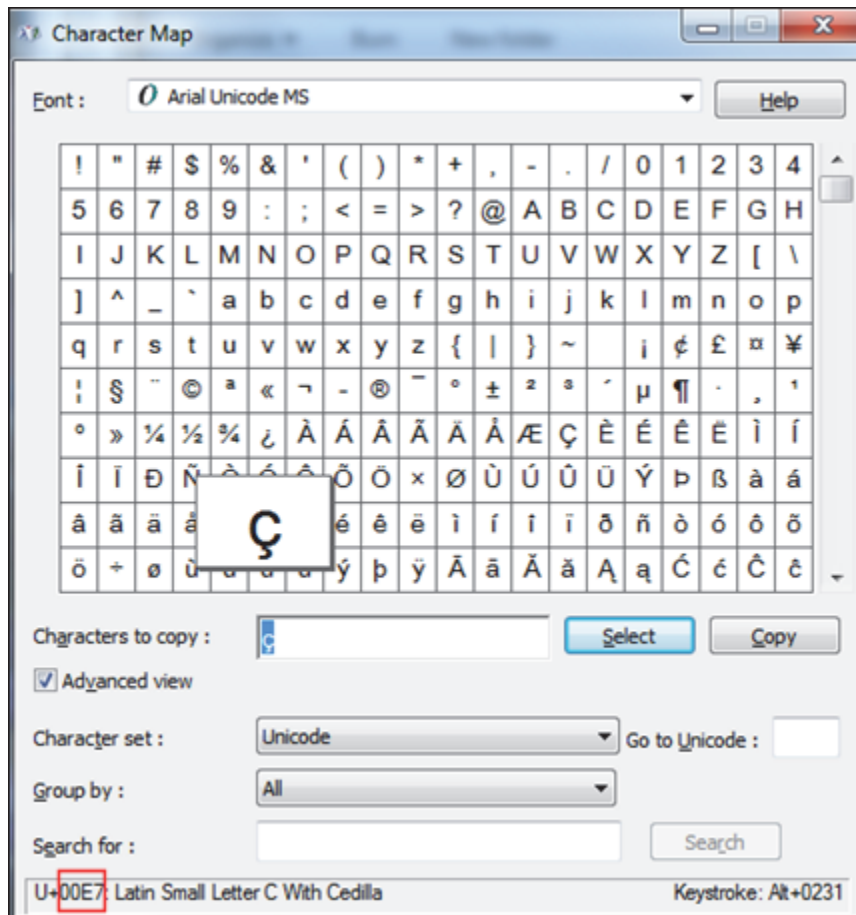 Character Map
Font : O Arial Unicode MS Help
! " # $ % & ' ( ) * + , - . / 0 1 2 3 4
5 6 7 8 9 : ; < = > ? @ A B C D E F G H
I J K L M N O P Q R S T U V W X Y Z [ \
] ^ _ ` a b c d e f g h i j k l m n o p
q r s t u v w x y z { | } ~ ¡ ¢ £ ¤ ¥
¦ § ¨ © ª « ¬ - ® ¯ ° ± ² ³ ´ µ ¶ · ¸ ¹
º » ¼ ½ ¾ ¿ À Á Â Ã Ä Å Æ Ç È É Ê Ë Ì Í
Î Ï Ð Ñ Ò Ó Ô Õ Ö × Ø Ù Ú Û Ü Ý Þ ß à á
â ã ä å ç é ê ë ì í î ï ð ñ ò ó ô õ
ö ÷ ø ù ý þ ÿ Ā ā Ă ă Ą ą Ć ć Ĉ ĉ
Characters to copy : ç Select Copy
Advanced view
Character set : Unicode Go to Unicode :
Group by : All
Search for : Search
U+00E7: Latin Small Letter C With Cedilla Keystroke: Alt+0231